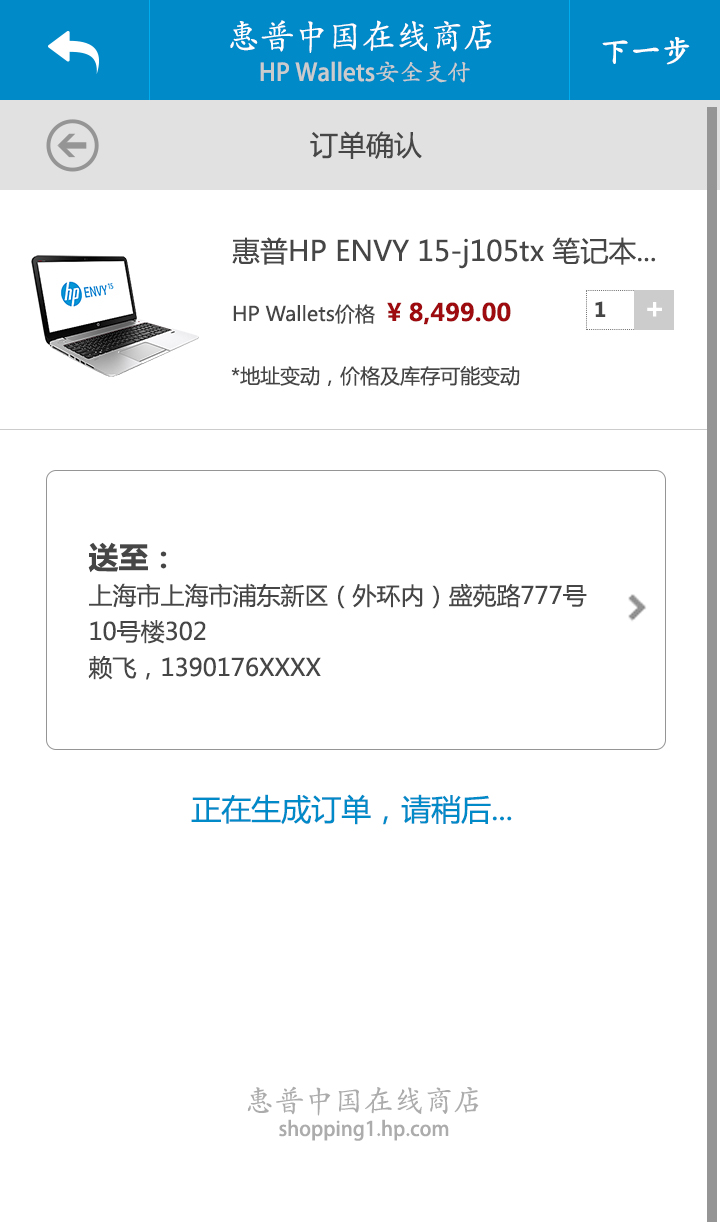 惠普中国在线商店
HP Wallets安全支付
下一步
订单确认
hp ENVY 15
惠普HP ENVY 15-j105tx 笔记本...
HP Wallets价格 ¥ 8,499.00
1 +
*地址变动，价格及库存可能变动
送至：
上海市上海市浦东新区（外环内）盛苑路777号
10号楼302
赖飞，1390176XXXX
正在生成订单，请稍后...
惠普中国在线商店
shopping1.hp.com